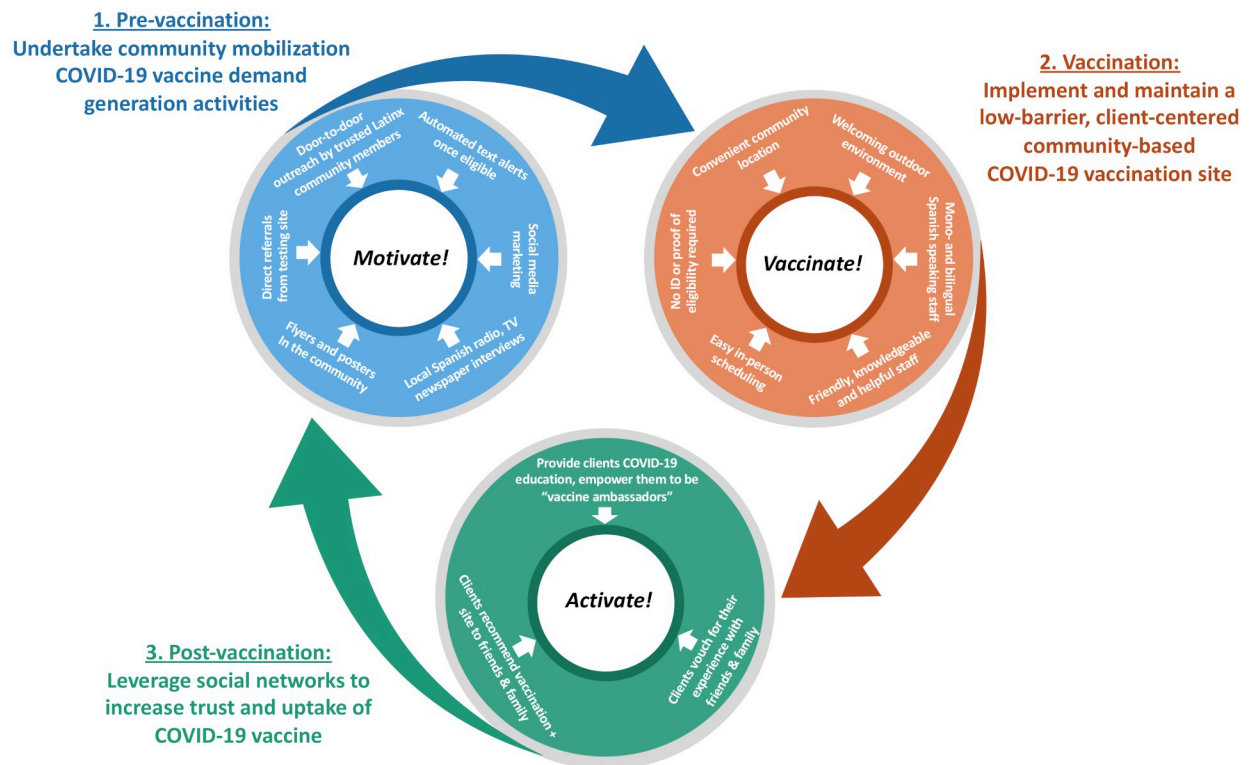 1. Pre-vaccination:
Undertake community mobilization
COVID-19 vaccine demand
generation activities
Door-to-door
outreach by trusted Latinx
community members
Automated text alerts
once eligible
Social media
marketing
Local Spanish radio, TV
newspaper interviews
Flyers and posters
In the community
Direct referrals
from testing site
Motivate!
2. Vaccination:
Implement and maintain a
low-barrier, client-centered
community-based
COVID-19 vaccination site
Convenient community
location
Welcoming outdoor
environment
Mono- and bilingual
Spanish speaking staff
Friendly, knowledgeable
and helpful staff
Easy in-person
scheduling
No ID or proof of
eligibility required
Vaccinate!
Provide clients COVID-19
education, empower them to be
“vaccine ambassadors”
Clients vouch for their
experience with
friends & family
Clients recommend vaccination +
site to friends & family
Activate!
3. Post-vaccination:
Leverage social networks to
increase trust and uptake of
COVID-19 vaccine